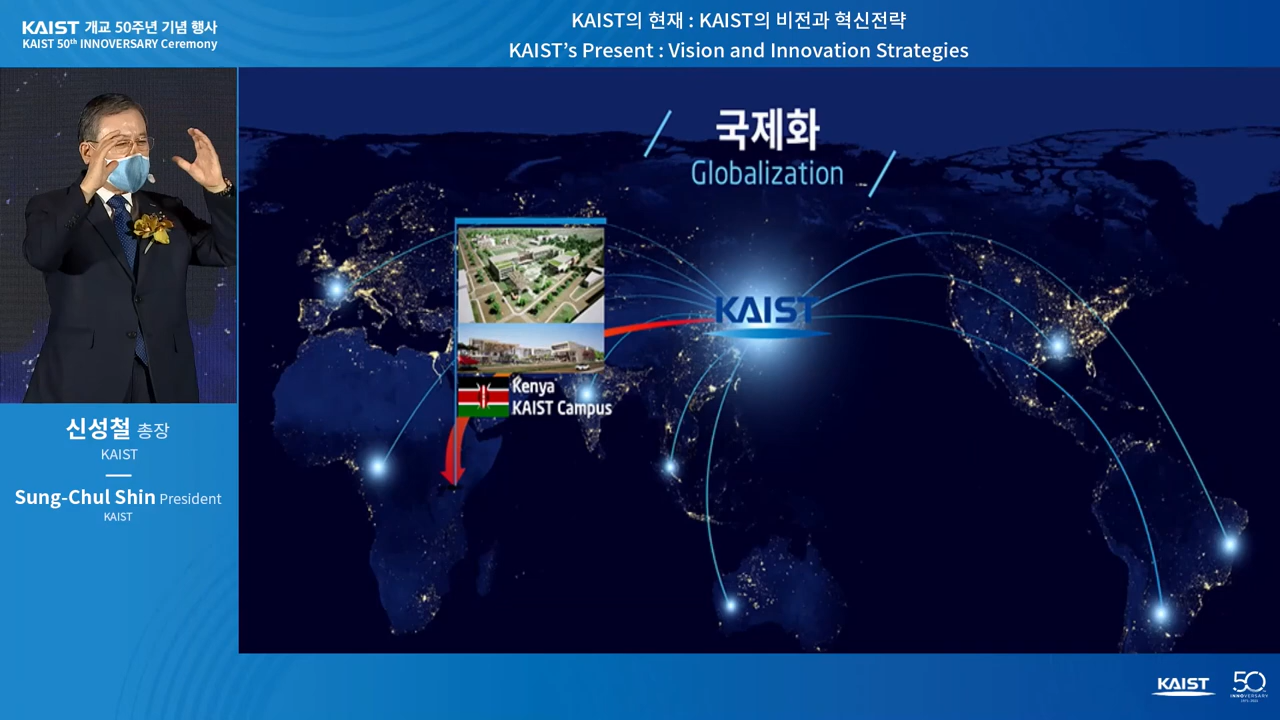 KAIST 개교 50주년 기념 행사
KAIST 50th INNOVERSARY Ceremony
KAIST의 현재 : KAIST의 비전과 혁신전략
KAIST's Present : Vision and Innovation Strategies
국제화
Globalization
KAIST
Kenya
KAIST Campus
신성철 총장
KAIST
Sung-Chul Shin President
KAIST
KAIST
50
INNOVERSARY